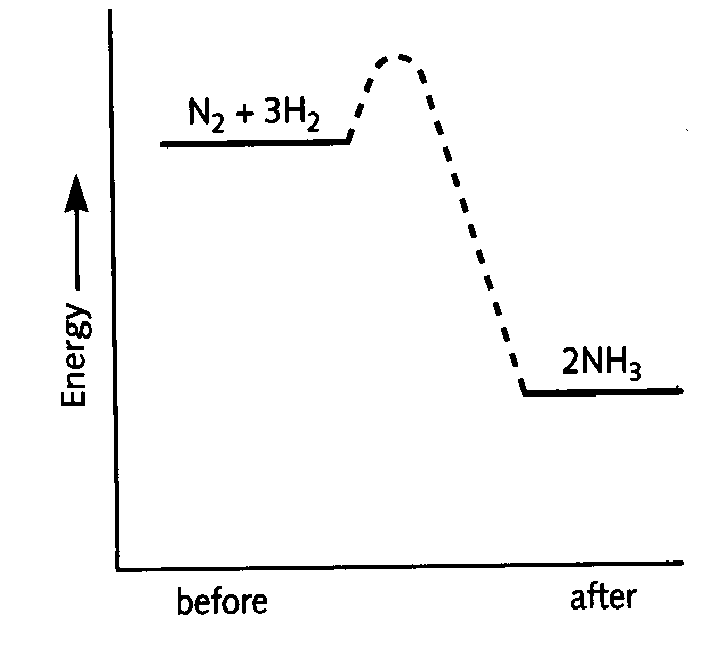 N₂ + 3H₂
Energy
2NH₃
before
after